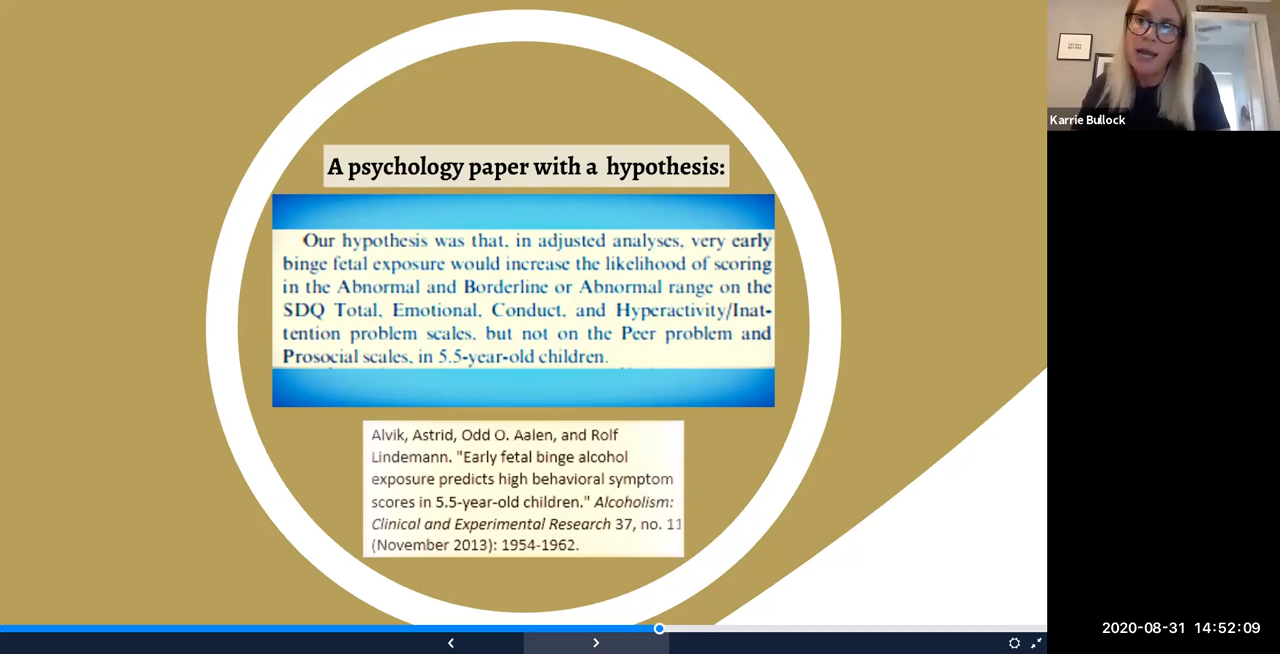 A psychology paper with a hypothesis:
Our hypothesis was that, in adjusted analyses, very early
binge fetal exposure would increase the likelihood of scoring
in the Abnormal and Borderline or Abnormal range on the
SDQ Total, Emotional, Conduct, and Hyperactivity/Inat-
tention problem scales, but not on the Peer problem and
Prosocial scales, in 5.5-year-old children.
Alvik, Astrid, Odd O. Aalen, and Rolf
Lindemann. "Early fetal binge alcohol
exposure predicts high behavioral symptom
scores in 5.5-year-old children." Alcoholism:
Clinical and Experimental Research 37, no. 11
(November 2013): 1954-1962.
Karrie Bullock
2020-08-31 14:52:09